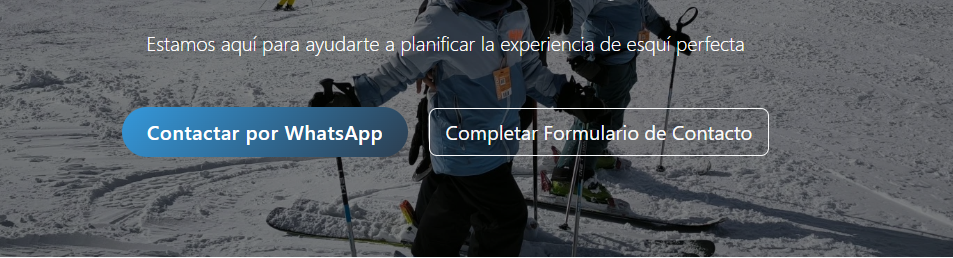 Estamos aquí para ayudarte a planificar la experiencia de esquí perfecta
Contactar por WhatsApp
Completar Formulario de Contacto